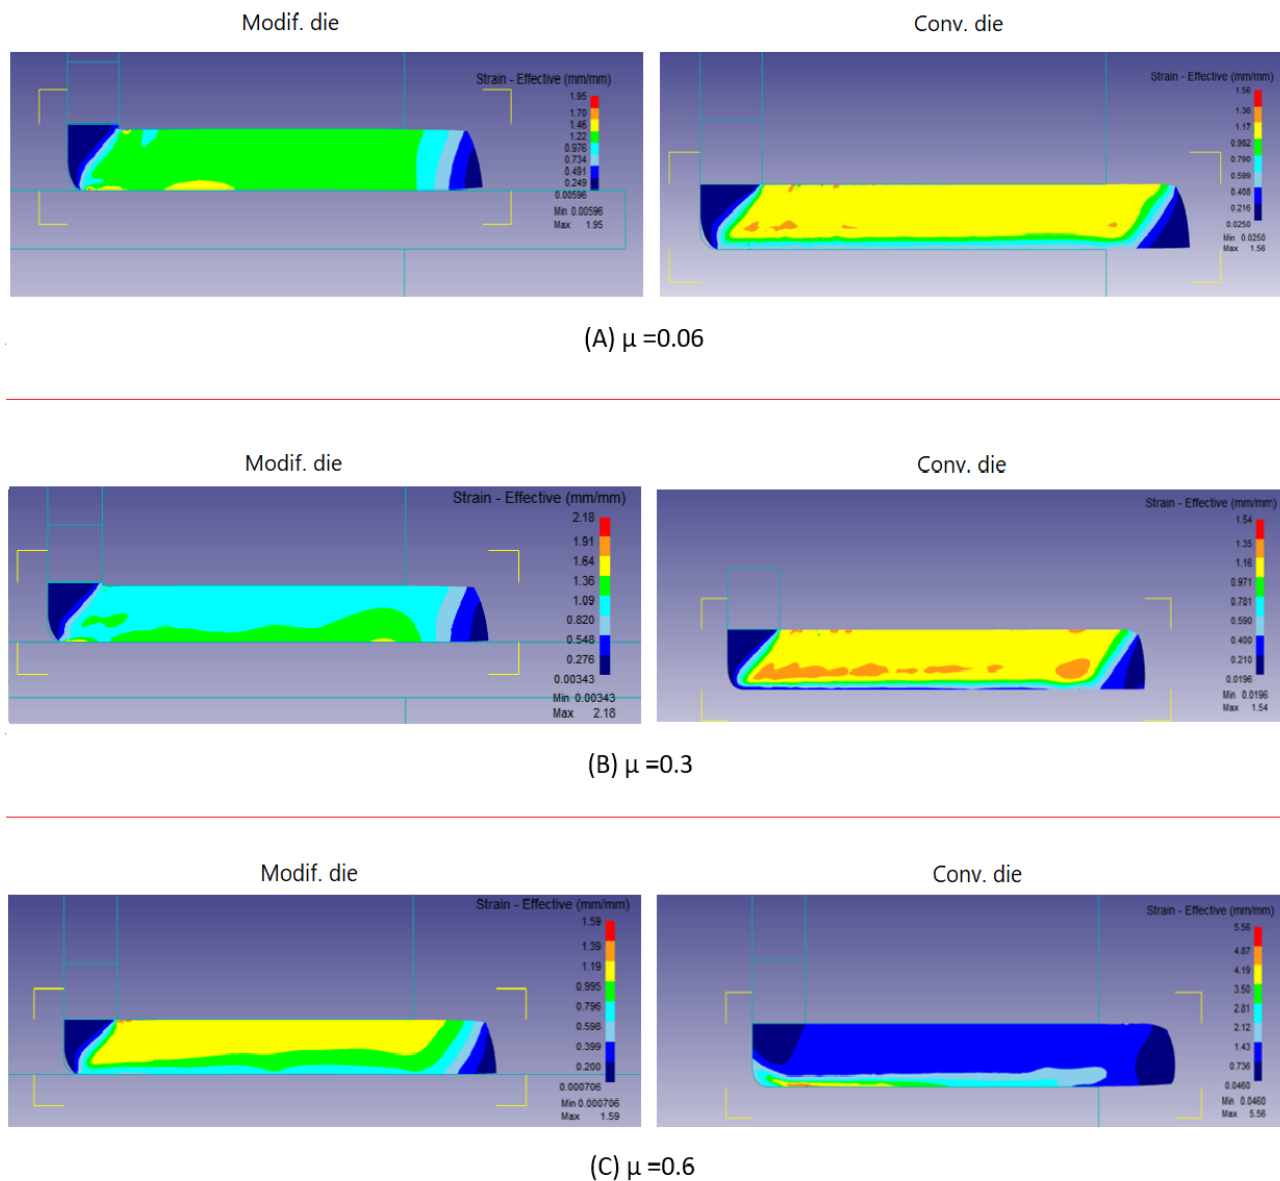 Modif. die
Conv. die
Strain - Effective (mm/mm)
1.95
1.70
1.46
1.22
0.976
0.734
0.491
0.249
0.00596
Min 0.00596
Max 1.95
Strain - Effective (mm/mm)
1.56
1.36
1.17
0.982
0.790
0.599
0.408
0.216
0.0250
Min 0.0250
Max 1.56
(A) μ =0.06
Modif. die
Conv. die
Strain - Effective (mm/mm)
2.18
1.91
1.64
1.36
1.09
0.820
0.548
0.276
0.00343
Min 0.00343
Max 2.18
Strain - Effective (mm/mm)
1.54
1.35
1.16
0.971
0.781
0.590
0.400
0.210
0.0196
Min 0.0196
Max 1.54
(B) μ =0.3
Modif. die
Conv. die
Strain - Effective (mm/mm)
1.59
1.39
1.19
0.995
0.796
0.598
0.399
0.200
0.000706
Min 0.000706
Max 1.59
Strain - Effective (mm/mm)
5.56
4.87
4.19
3.50
2.81
2.12
1.43
0.736
0.0460
Min 0.0460
Max 5.56
(C) μ =0.6